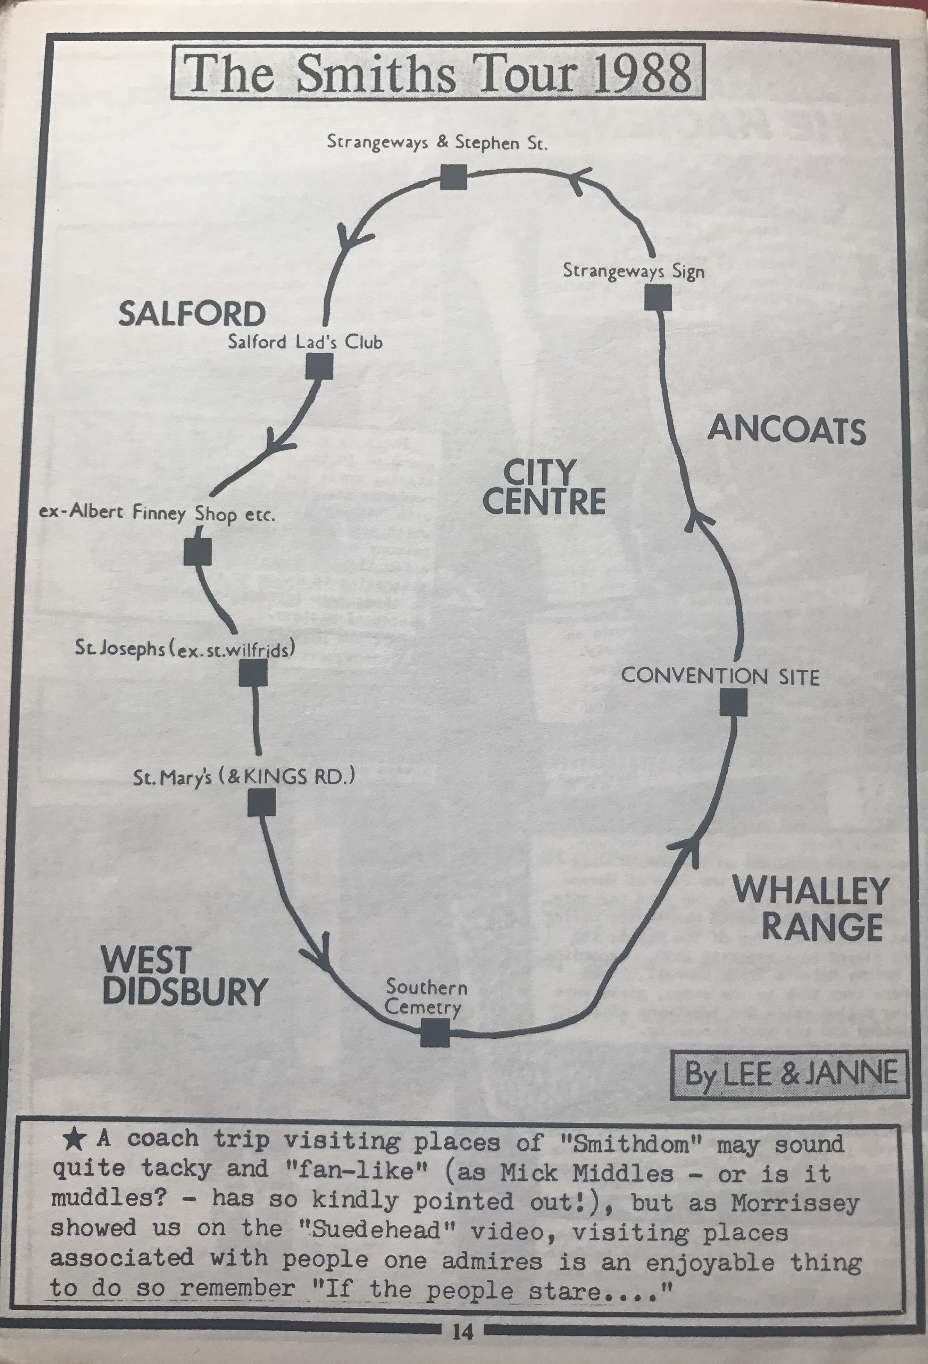 The Smiths Tour 1988
Strangeways & Stephen St.
Strangeways Sign
SALFORD
Salford Lad's Club
ANCOATS
CITY
CENTRE
ex-Albert Finney Shop etc.
St.Josephs (ex.st.wilfrids)
CONVENTION SITE
St.Mary's (& KINGS RD.)
WHALLEY
RANGE
WEST
DIDSBURY
Southern
Cemetry
By LEE & JANNE
★ A coach trip visiting places of "Smithdom" may sound
quite tacky and "fan-like" (as Mick Middles - or is it
muddles? - has so kindly pointed out!), but as Morrissey
showed us on the "Suedehead" video, visiting places
associated with people one admires is an enjoyable thing
to do so remember "If the people stare...."
14